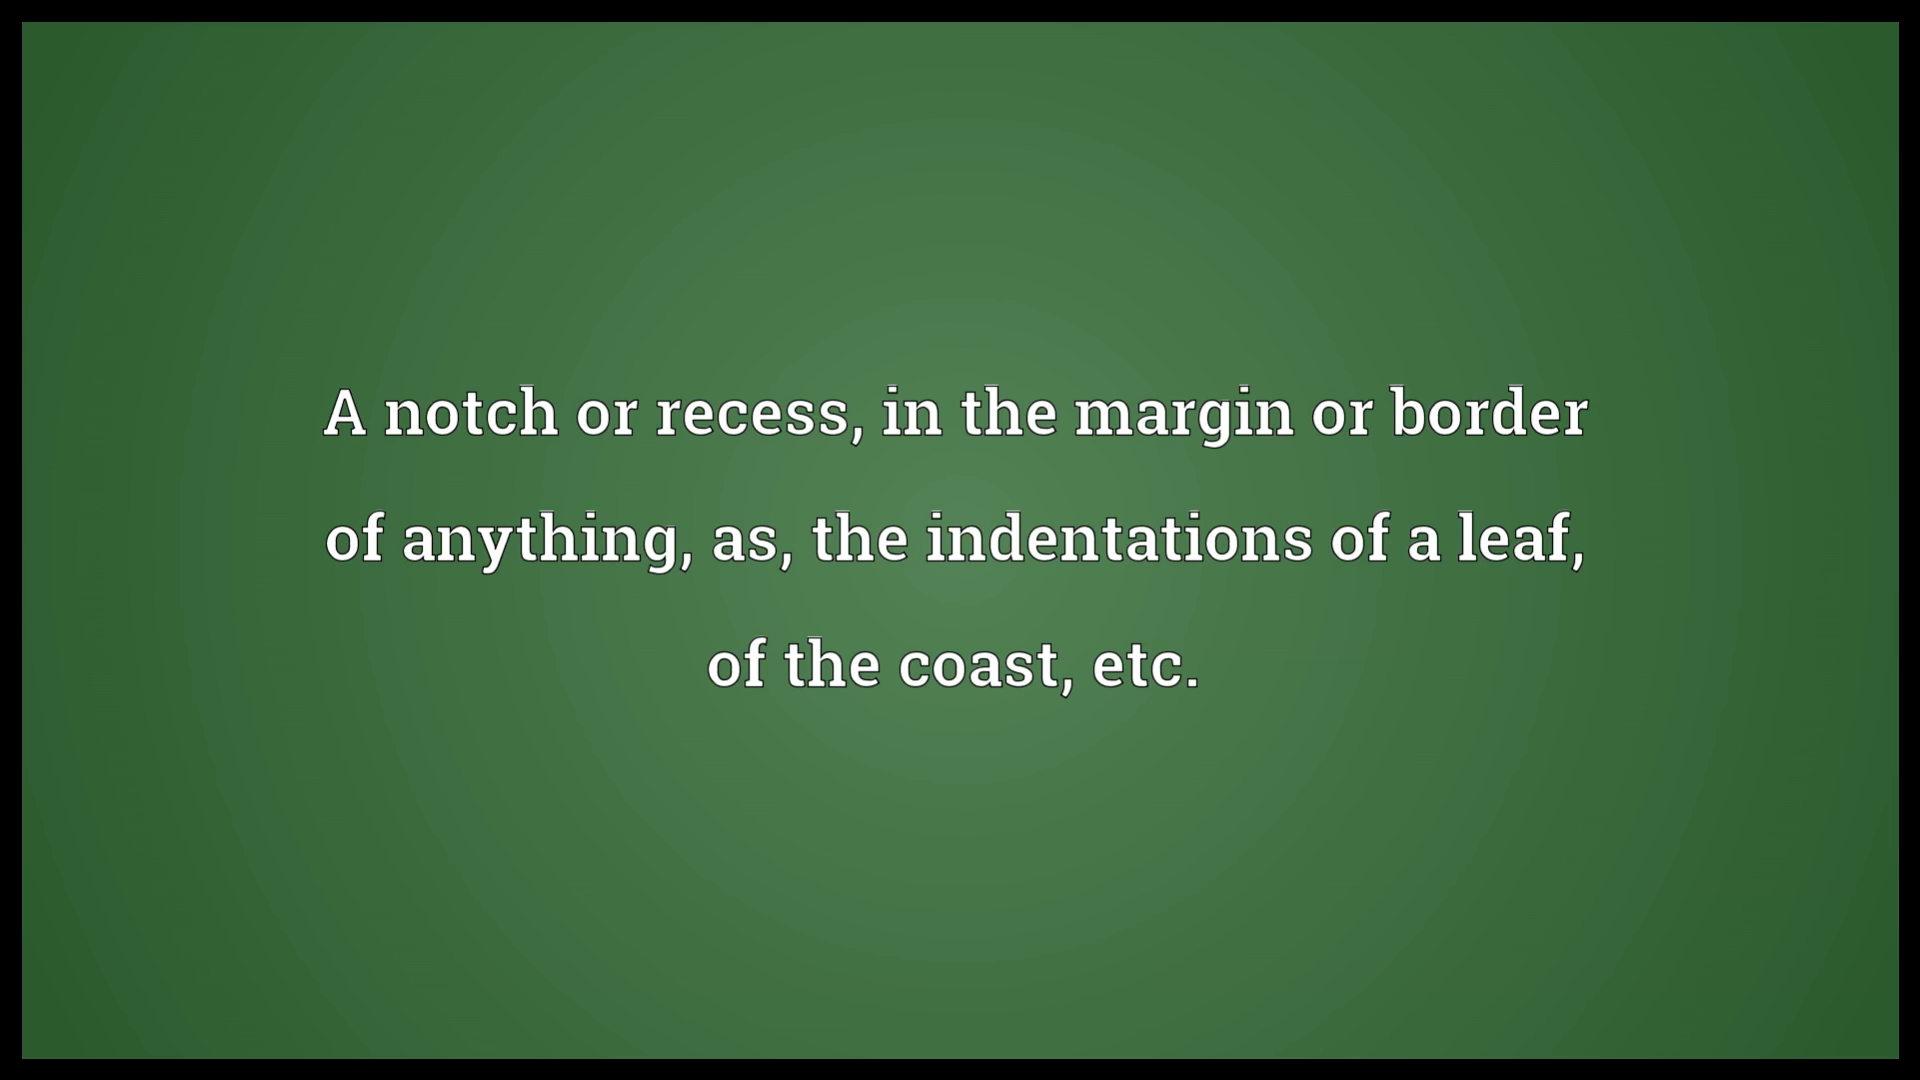 A notch or recess, in the margin or border
of anything, as, the indentations of a leaf,
of the coast, etc.